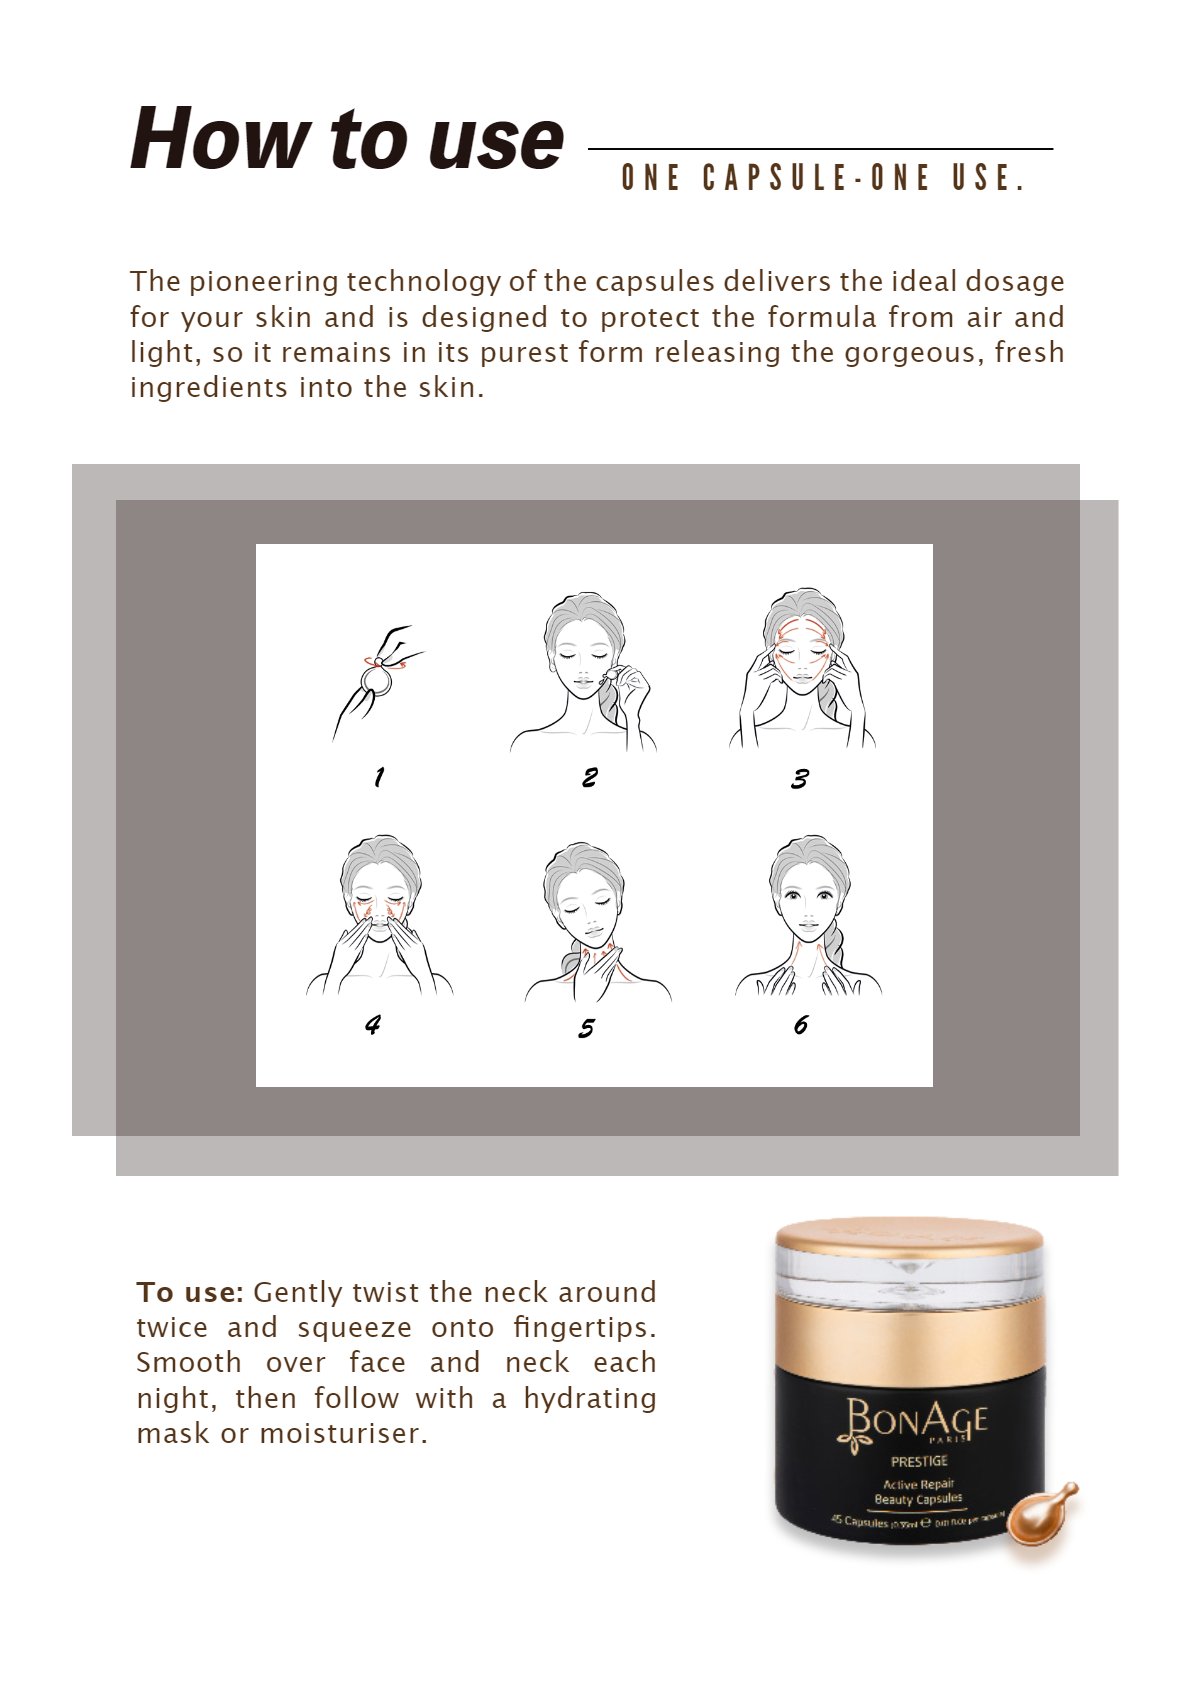 How to use
ONE CAPSULE-ONE USE.
The pioneering technology of the capsules delivers the ideal dosage
for your skin and is designed to protect the formula from air and
light, so it remains in its purest form releasing the gorgeous, fresh
ingredients into the skin.
1
2
3
4
5
6
To use: Gently twist the neck around
twice and squeeze onto fingertips.
Smooth over face and neck each
night, then follow with a hydrating
mask or moisturiser.
BONAGE
PARIS
PRESTIGE
Active Repair
Beauty Capsules
45 Capsules